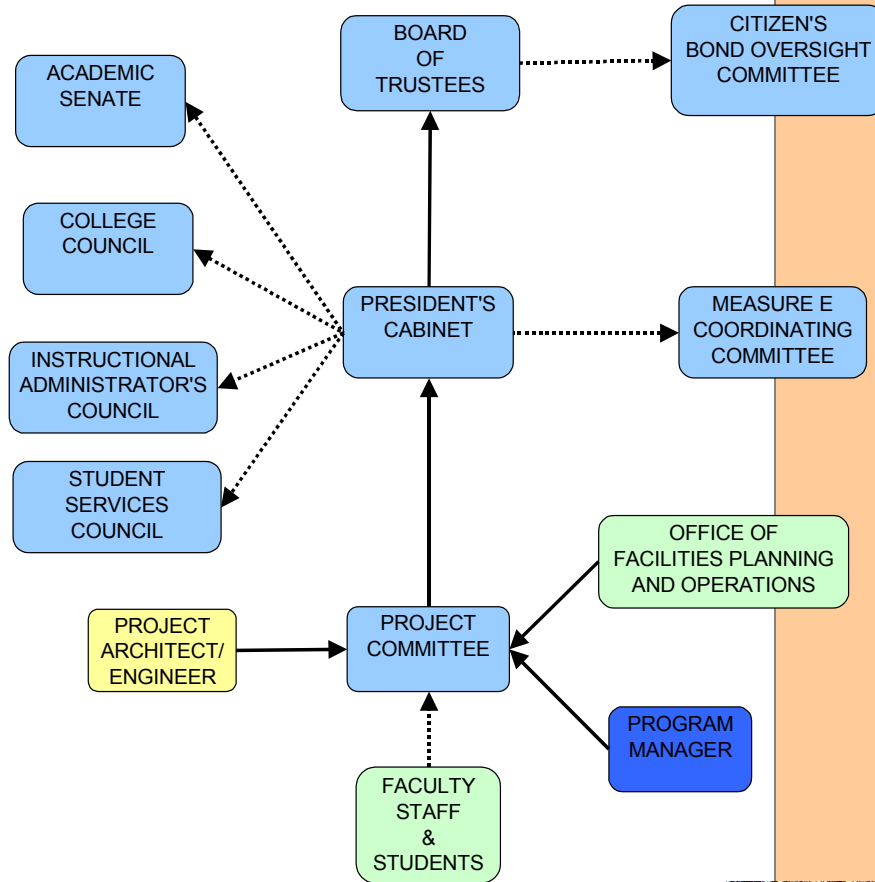 BOARD
OF
TRUSTEES
CITIZEN'S
BOND OVERSIGHT
COMMITTEE
ACADEMIC
SENATE
COLLEGE
COUNCIL
INSTRUCTIONAL
ADMINISTRATOR'S
COUNCIL
STUDENT
SERVICES
COUNCIL
PRESIDENT'S
CABINET
MEASURE E
COORDINATING
COMMITTEE
OFFICE OF
FACILITIES PLANNING
AND OPERATIONS
PROJECT
ARCHITECT/
ENGINEER
PROJECT
COMMITTEE
PROGRAM
MANAGER
FACULTY
STAFF
&
STUDENTS